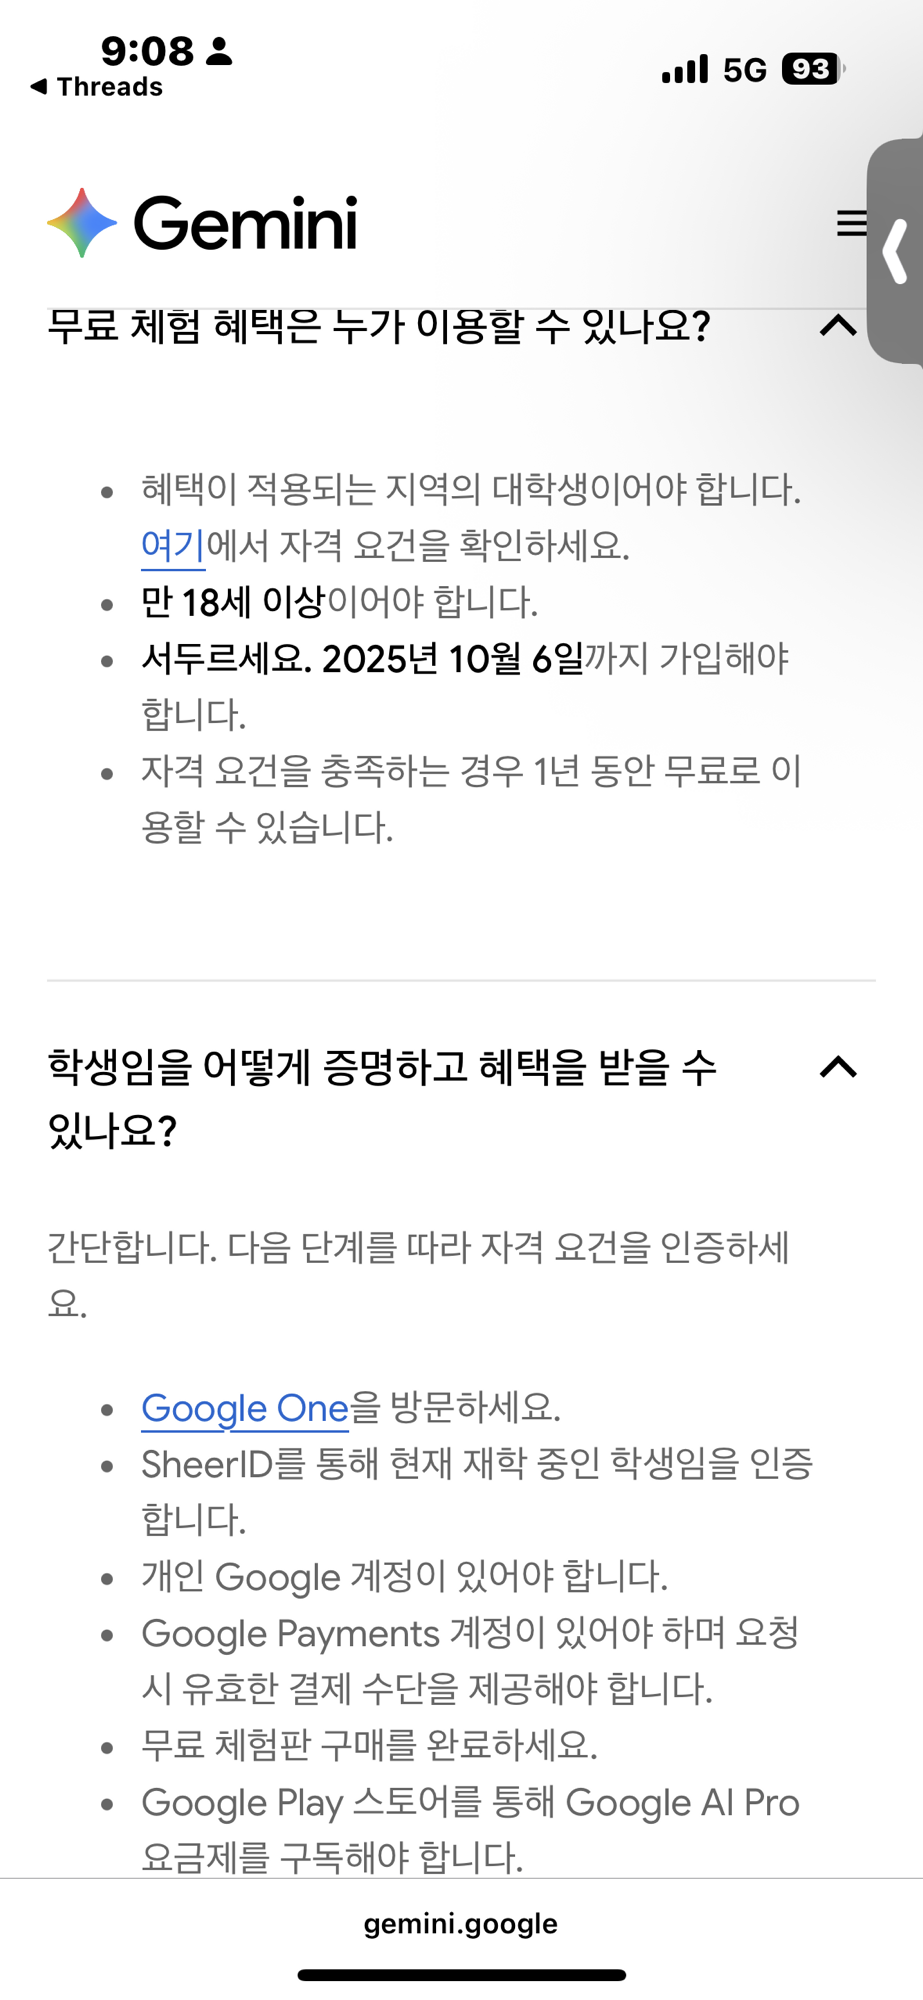 9:08
◀ Threads
5G
93
Gemini
무료 체험 혜택은 누가 이용할 수 있나요?
• 혜택이 적용되는 지역의 대학생이어야 합니다.
여기에서 자격 요건을 확인하세요.
• 만 18세 이상이어야 합니다.
• 서두르세요. 2025년 10월 6일까지 가입해야
합니다.
• 자격 요건을 충족하는 경우 1년 동안 무료로 이
용할 수 있습니다.
학생임을 어떻게 증명하고 혜택을 받을 수
있나요?
간단합니다. 다음 단계를 따라 자격 요건을 인증하세
요.
• Google One을 방문하세요.
• SheerID를 통해 현재 재학 중인 학생임을 인증
합니다.
• 개인 Google 계정이 있어야 합니다.
• Google Payments 계정이 있어야 하며 요청
시 유효한 결제 수단을 제공해야 합니다.
• 무료 체험판 구매를 완료하세요.
• Google Play 스토어를 통해 Google AI Pro
요금제를 구독해야 합니다.
gemini.google